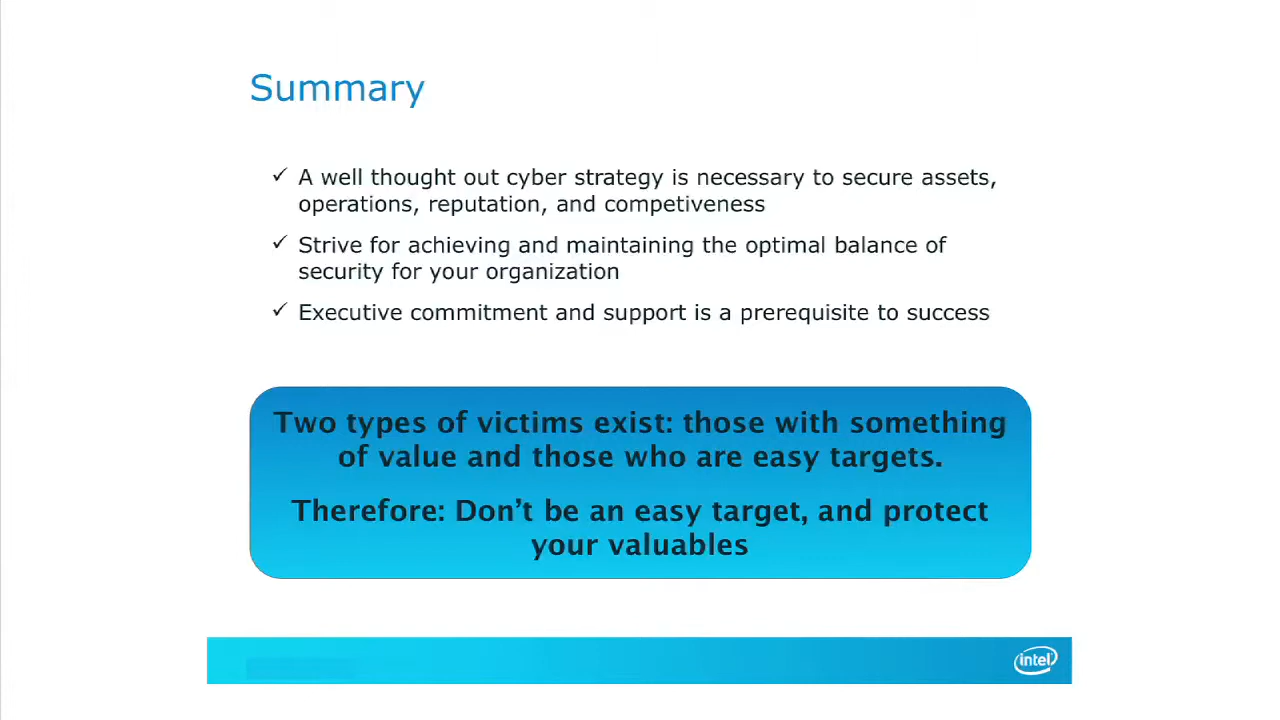 Summary
✓ A well thought out cyber strategy is necessary to secure assets,
operations, reputation, and competiveness
✓ Strive for achieving and maintaining the optimal balance of
security for your organization
✓ Executive commitment and support is a prerequisite to success
Two types of victims exist: those with something
of value and those who are easy targets.
Therefore: Don’t be an easy target, and protect
your valuables
intel